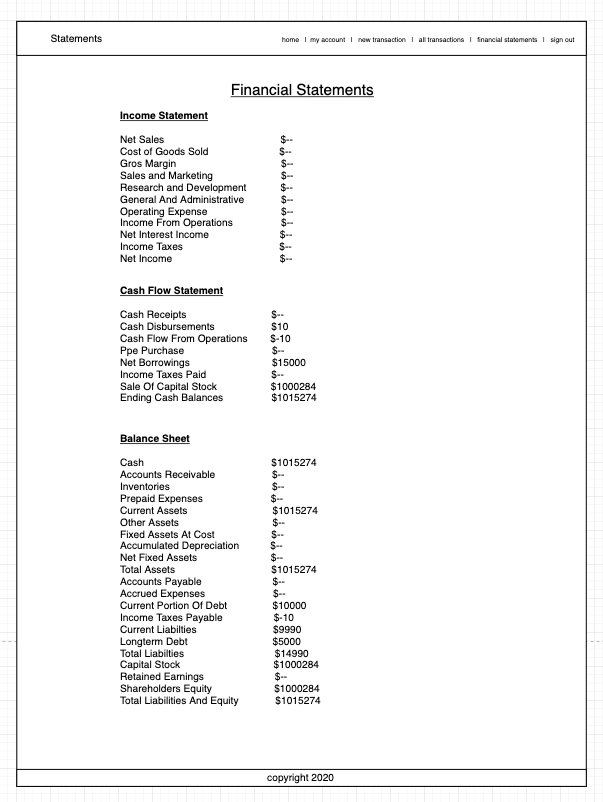 Statements
home | my account | new transaction | all transactions | financial statements | sign out
Financial Statements
Income Statement
Net Sales $--
Cost of Goods Sold $--
Gros Margin $--
Sales and Marketing $--
Research and Development $--
General And Administrative $--
Operating Expense $--
Income From Operations $--
Net Interest Income $--
Income Taxes $--
Net Income $--
Cash Flow Statement
Cash Receipts $--
Cash Disbursements $10
Cash Flow From Operations $-10
Ppe Purchase $--
Net Borrowings $15000
Income Taxes Paid $--
Sale Of Capital Stock $1000284
Ending Cash Balances $1015274
Balance Sheet
Cash $1015274
Accounts Receivable $--
Inventories $--
Prepaid Expenses $--
Current Assets $1015274
Other Assets $--
Fixed Assets At Cost $--
Accumulated Depreciation $--
Net Fixed Assets $--
Total Assets $1015274
Accounts Payable $--
Accrued Expenses $--
Current Portion Of Debt $10000
Income Taxes Payable $-10
Current Liabilties $9990
Longterm Debt $5000
Total Liabilties $14990
Capital Stock $1000284
Retained Earnings $--
Shareholders Equity $1000284
Total Liabilities And Equity $1015274
copyright 2020